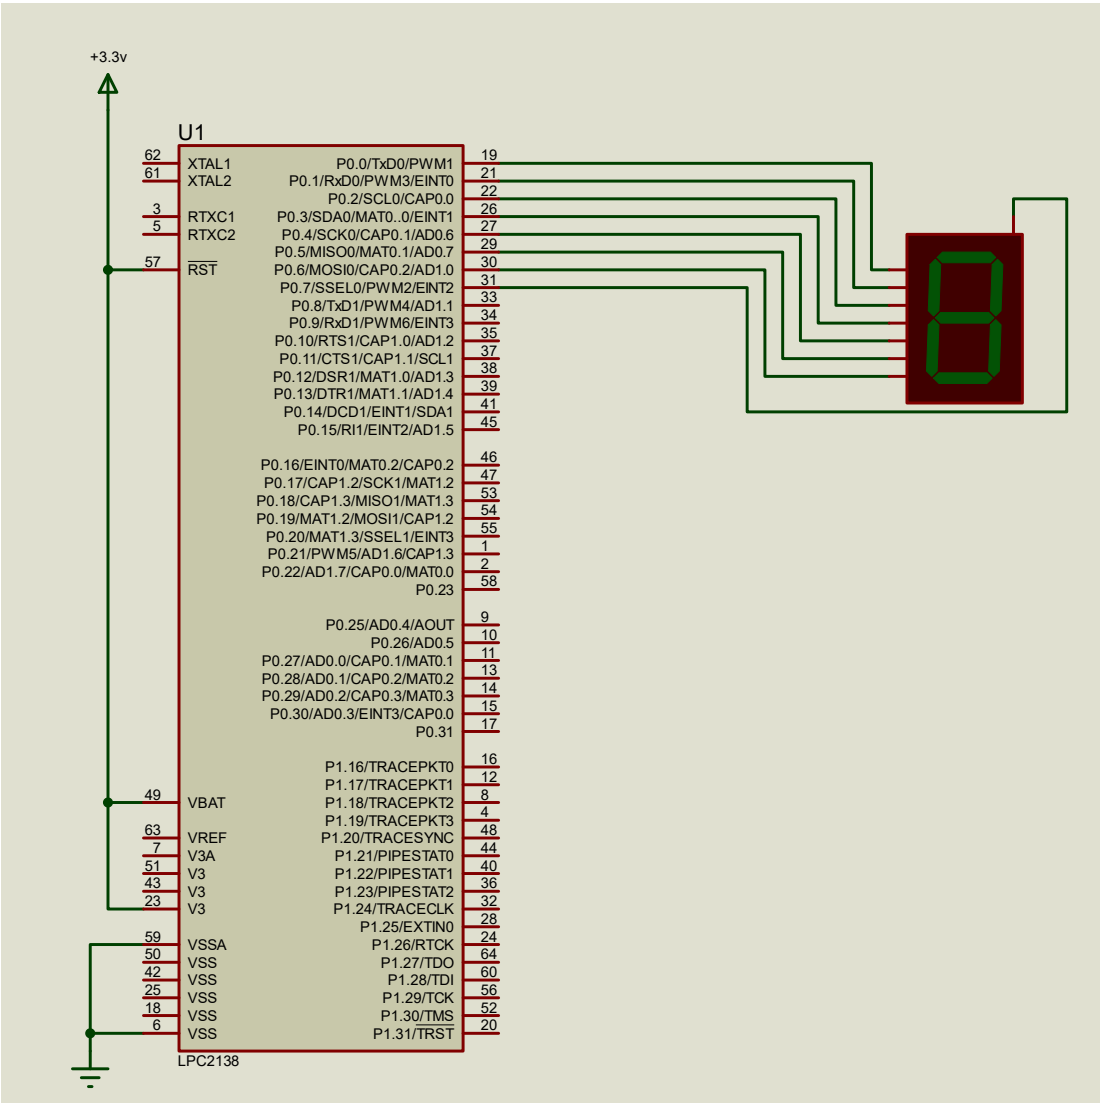 +3.3v
U1
62 XTAL1 P0.0/TxD0/PWM1 19
61 XTAL2 P0.1/RxD0/PWM3/EINT0 21
P0.2/SCL0/CAP0.0 22
3 RTXC1 P0.3/SDA0/MAT0..0/EINT1 26
5 RTXC2 P0.4/SCK0/CAP0.1/AD0.6 27
P0.5/MISO0/MAT0.1/AD0.7 29
57 RST P0.6/MOSI0/CAP0.2/AD1.0 30
P0.7/SSEL0/PWM2/EINT2 31
P0.8/TxD1/PWM4/AD1.1 33
P0.9/RxD1/PWM6/EINT3 34
P0.10/RTS1/CAP1.0/AD1.2 35
P0.11/CTS1/CAP1.1/SCL1 37
P0.12/DSR1/MAT1.0/AD1.3 38
P0.13/DTR1/MAT1.1/AD1.4 39
P0.14/DCD1/EINT1/SDA1 41
P0.15/RI1/EINT2/AD1.5 45
P0.16/EINT0/MAT0.2/CAP0.2 46
P0.17/CAP1.2/SCK1/MAT1.2 47
P0.18/CAP1.3/MISO1/MAT1.3 53
P0.19/MAT1.2/MOSI1/CAP1.2 54
P0.20/MAT1.3/SSEL1/EINT3 55
P0.21/PWM5/AD1.6/CAP1.3 1
P0.22/AD1.7/CAP0.0/MAT0.0 2
P0.23 58
P0.25/AD0.4/AOUT 9
P0.26/AD0.5 10
P0.27/AD0.0/CAP0.1/MAT0.1 11
P0.28/AD0.1/CAP0.2/MAT0.2 13
P0.29/AD0.2/CAP0.3/MAT0.3 14
P0.30/AD0.3/EINT3/CAP0.0 15
P0.31 17
P1.16/TRACEPKT0 16
P1.17/TRACEPKT1 12
49 VBAT P1.18/TRACEPKT2 8
P1.19/TRACEPKT3 4
63 VREF P1.20/TRACESYNC 48
7 V3A P1.21/PIPESTAT0 44
51 V3 P1.22/PIPESTAT1 40
43 V3 P1.23/PIPESTAT2 36
23 V3 P1.24/TRACECLK 32
P1.25/EXTIN0 28
59 VSSA P1.26/RTCK 24
50 VSS P1.27/TDO 64
42 VSS P1.28/TDI 60
25 VSS P1.29/TCK 56
18 VSS P1.30/TMS 52
6 VSS P1.31/TRST 20
LPC2138